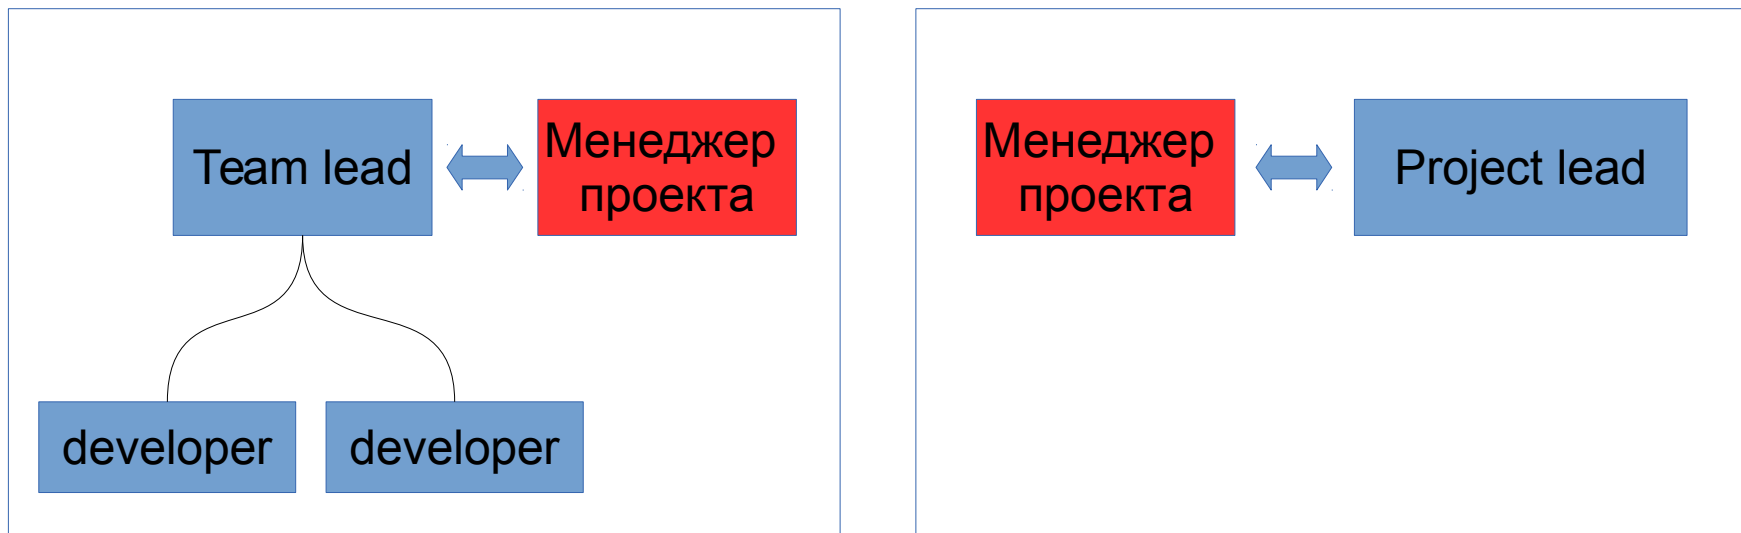 Team lead
Менеджер
проекта
developer
developer
Менеджер
проекта
Project lead